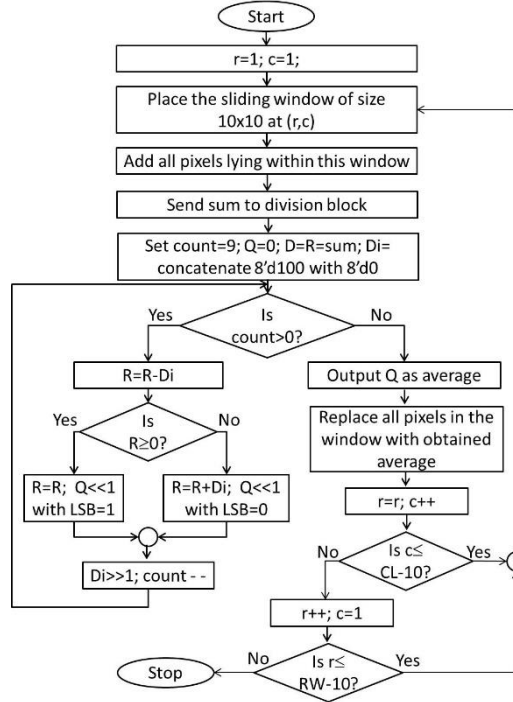 Start
r=1; c=1;
Place the sliding window of size
10x10 at (r,c)
Add all pixels lying within this window
Send sum to division block
Set count=9; Q=0; D=R=sum; Di=
concatenate 8'd100 with 8'd0
Yes
Is
count>0?
No
R=R-Di
Yes
Is
R≥0?
No
R=R; Q<<1
with LSB=1
R=R+Di; Q<<1
with LSB=0
Di>>1; count - -
Output Q as average
Replace all pixels in the
window with obtained
average
r=r; c++
No
Is c≤
CL-10?
Yes
r++; c=1
No
Is r≤
RW-10?
Yes
Stop